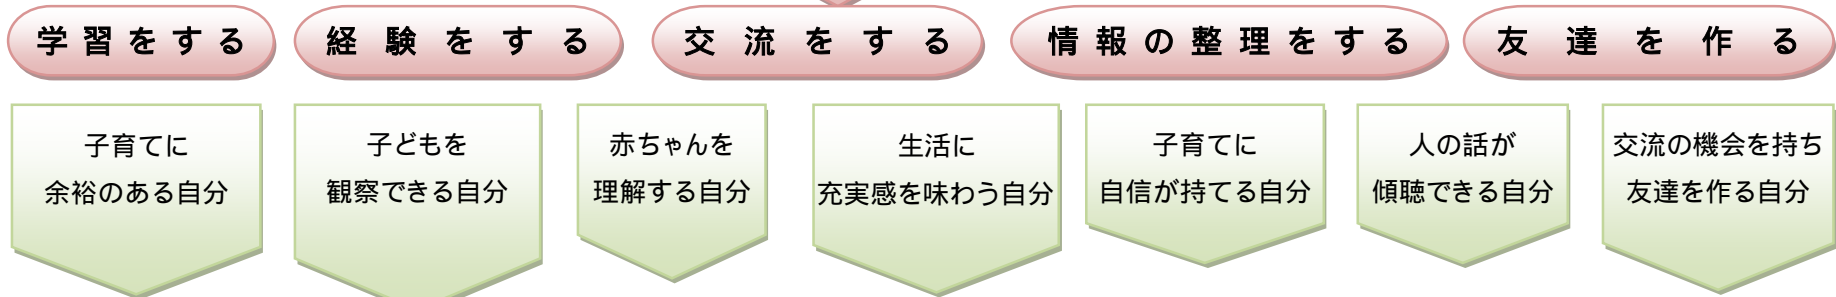 学習をする
経験をする
交流をする
情報の整理をする
友達を作る
子育てに
余裕のある自分
子どもを
観察できる自分
赤ちゃんを
理解する自分
生活に
充実感を味わう自分
子育てに
自信が持てる自分
人の話が
傾聴できる自分
交流の機会を持ち
友達を作る自分